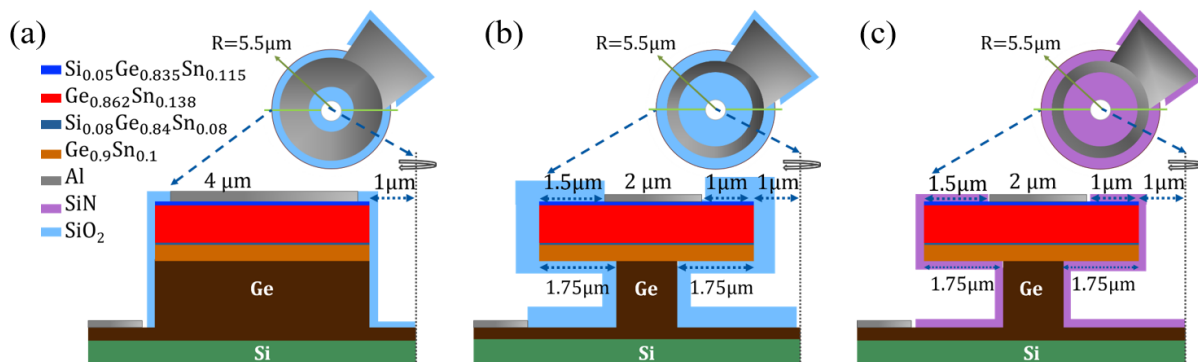 (a)
R=5.5μm
Si₀.₀₅Ge₀.₈₃₅Sn₀.₁₁₅
Ge₀.₈₆₂Sn₀.₁₃₈
Si₀.₀₈Ge₀.₈₄Sn₀.₀₈
Ge₀.₉Sn₀.₁
Al
SiN
SiO₂
4 μm
1μm
Ge
Si
(b)
R=5.5μm
1.5μm 2 μm 1μm 1μm
1.75μm 1.75μm
Ge
(c)
R=5.5μm
1.5μm 2 μm 1μm 1μm
1.75μm 1.75μm
Ge
Si